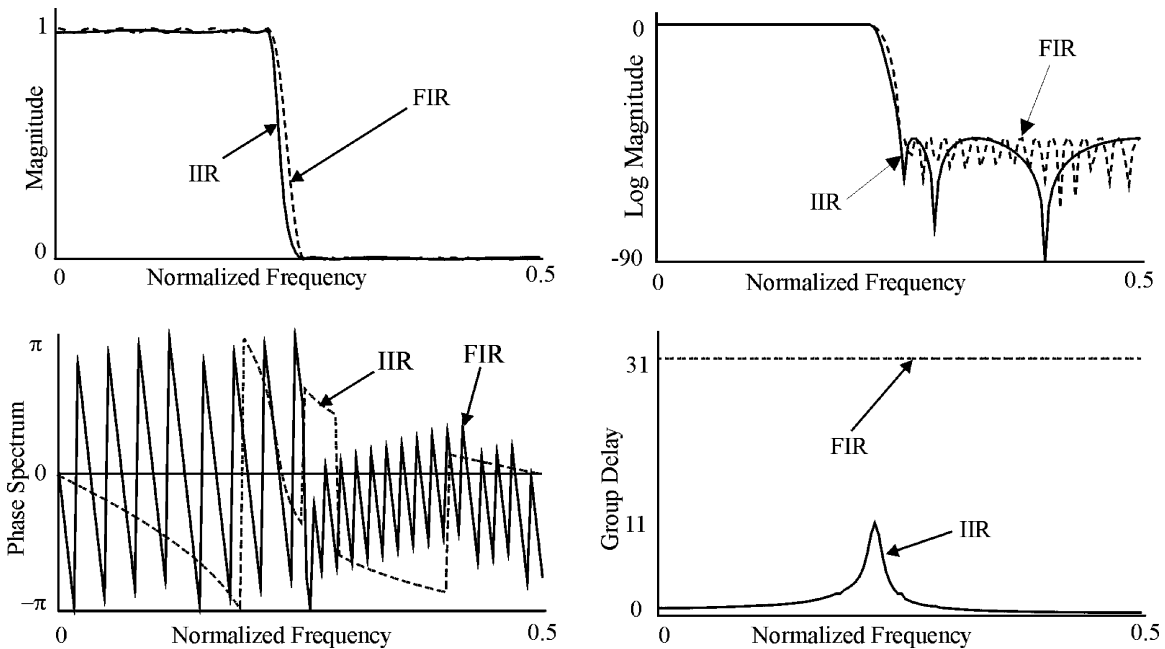 1
Magnitude
FIR
IIR
0
0
Normalized Frequency
0.5
0
Log Magnitude
FIR
IIR
-90
0
Normalized Frequency
0.5
π
Phase Spectrum
IIR
FIR
0
−π
0
Normalized Frequency
0.5
31
Group Delay
FIR
11
IIR
0
0
Normalized Frequency
0.5